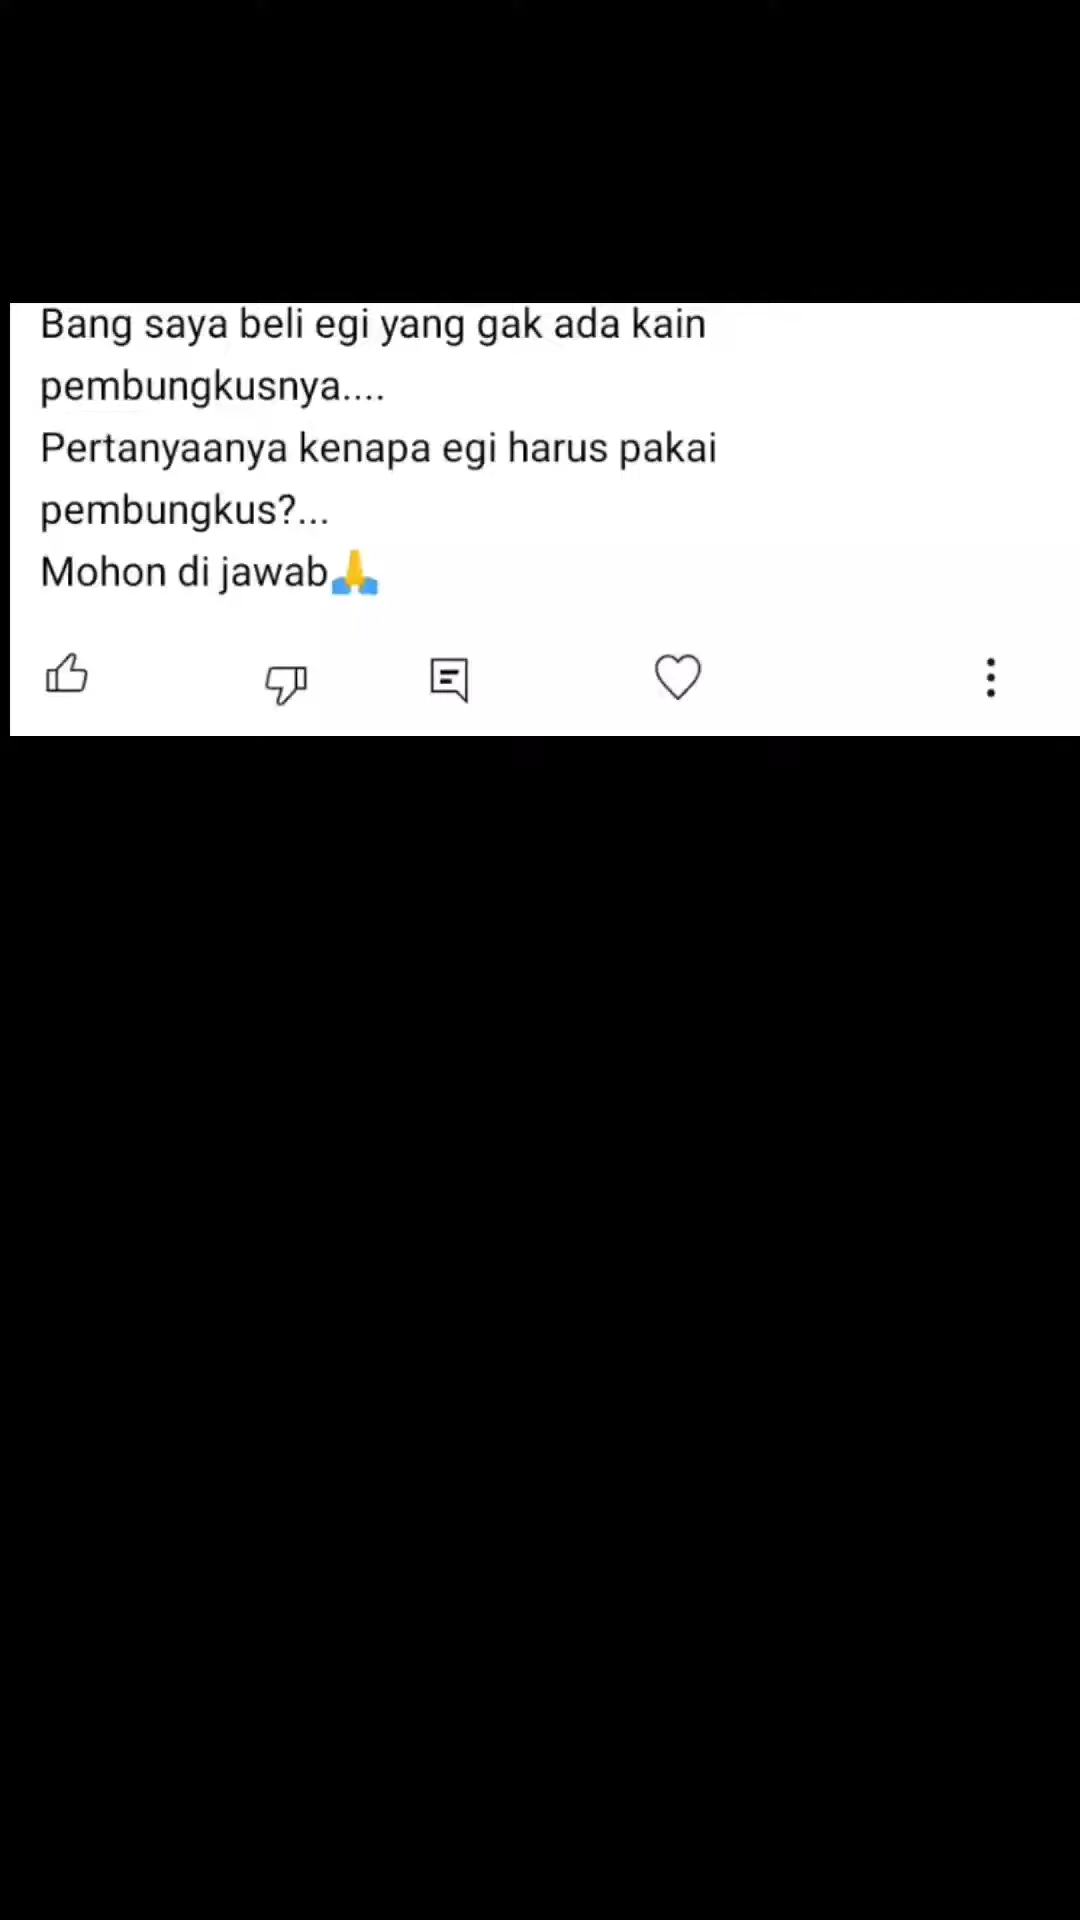 Bang saya beli egi yang gak ada kain
pembungkusnya....
Pertanyaanya kenapa egi harus pakai
pembungkus?...
Mohon di jawab🙏